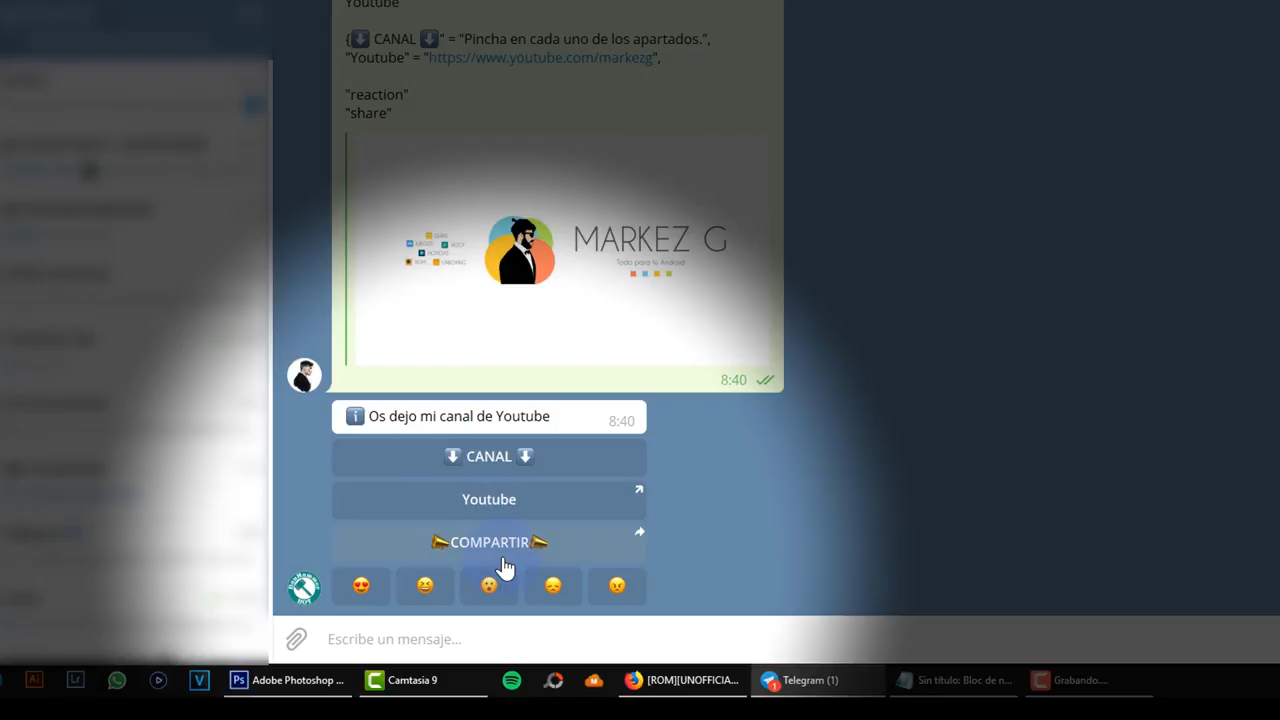 Youtube
{⬇ CANAL ⬇" = "Pincha en cada uno de los apartados.",
"Youtube" = "https://www.youtube.com/markezg",
"reaction"
"share"
MARKEZ G
Todo para tu Android
8:40
Os dejo mi canal de Youtube
8:40
⬇ CANAL ⬇
Youtube
COMPARTIR
Escribe un mensaje...
Ai
Lr
V
Ps
Adobe Photoshop ...
Camtasia 9
[ROM][UNOFFICIA...
1
Telegram (1)
Sin título: Bloc de n...
Grabando....